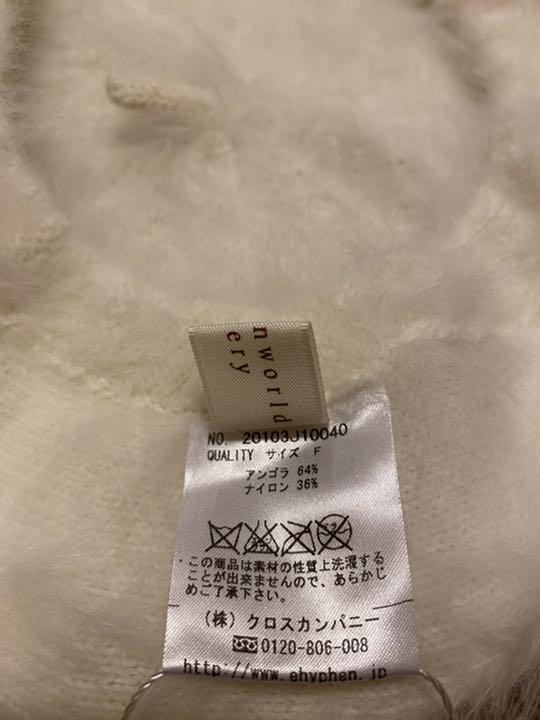 n world
ery
NO. 20103J10040
QUALITY サイズ F
アンゴラ 64%
ナイロン 36%
この商品は素材の性質上洗濯する
ことが出来ませんので、あらかじ
めご了承下さい。
(株) クロスカンパニー
0120-806-008
http://www.ehyphen.jp